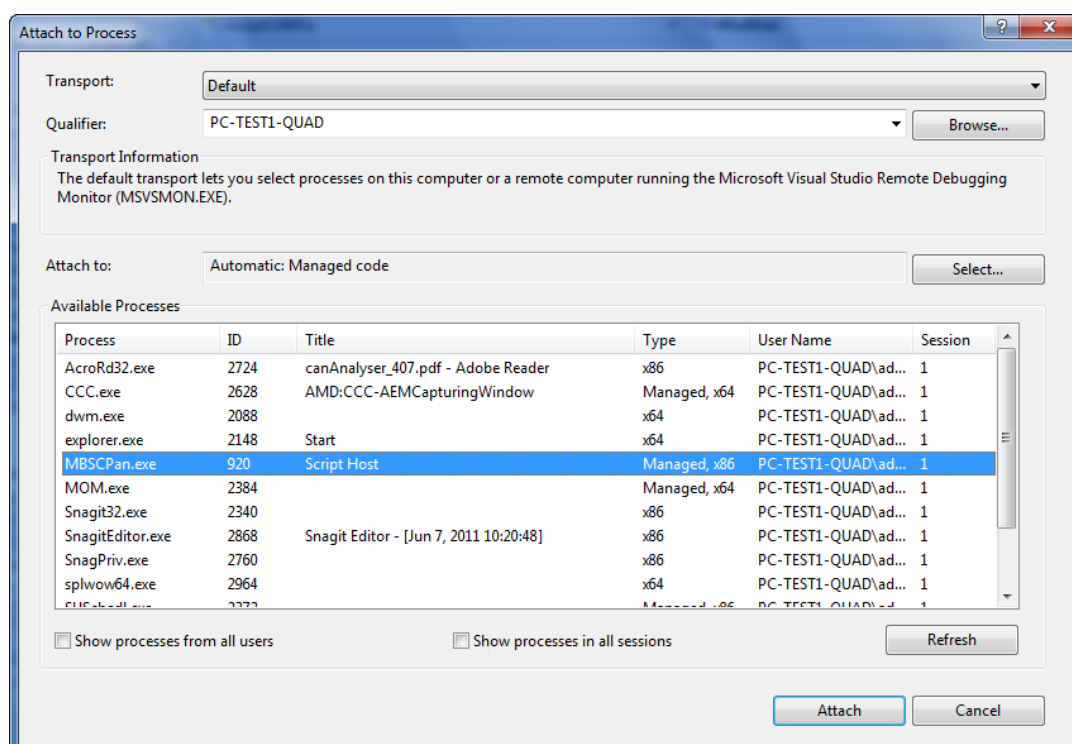 Attach to Process
Transport: Default
Qualifier: PC-TEST1-QUAD Browse...
Transport Information
The default transport lets you select processes on this computer or a remote computer running the Microsoft Visual Studio Remote Debugging
Monitor (MSVSMON.EXE).
Attach to: Automatic: Managed code Select...
Available Processes
Process ID Title Type User Name Session
AcroRd32.exe 2724 canAnalyser_407.pdf - Adobe Reader x86 PC-TEST1-QUAD\ad... 1
CCC.exe 2628 AMD:CCC-AEMCapturingWindow Managed, x64 PC-TEST1-QUAD\ad... 1
dwm.exe 2088 x64 PC-TEST1-QUAD\ad... 1
explorer.exe 2148 Start x64 PC-TEST1-QUAD\ad... 1
MBSCPan.exe 920 Script Host Managed, x86 PC-TEST1-QUAD\ad... 1
MOM.exe 2384 Managed, x64 PC-TEST1-QUAD\ad... 1
Snagit32.exe 2340 x86 PC-TEST1-QUAD\ad... 1
SnagitEditor.exe 2868 Snagit Editor - [Jun 7, 2011 10:20:48] x86 PC-TEST1-QUAD\ad... 1
SnagPriv.exe 2760 x86 PC-TEST1-QUAD\ad... 1
splwow64.exe 2964 x64 PC-TEST1-QUAD\ad... 1
Show processes from all users Show processes in all sessions Refresh
Attach Cancel